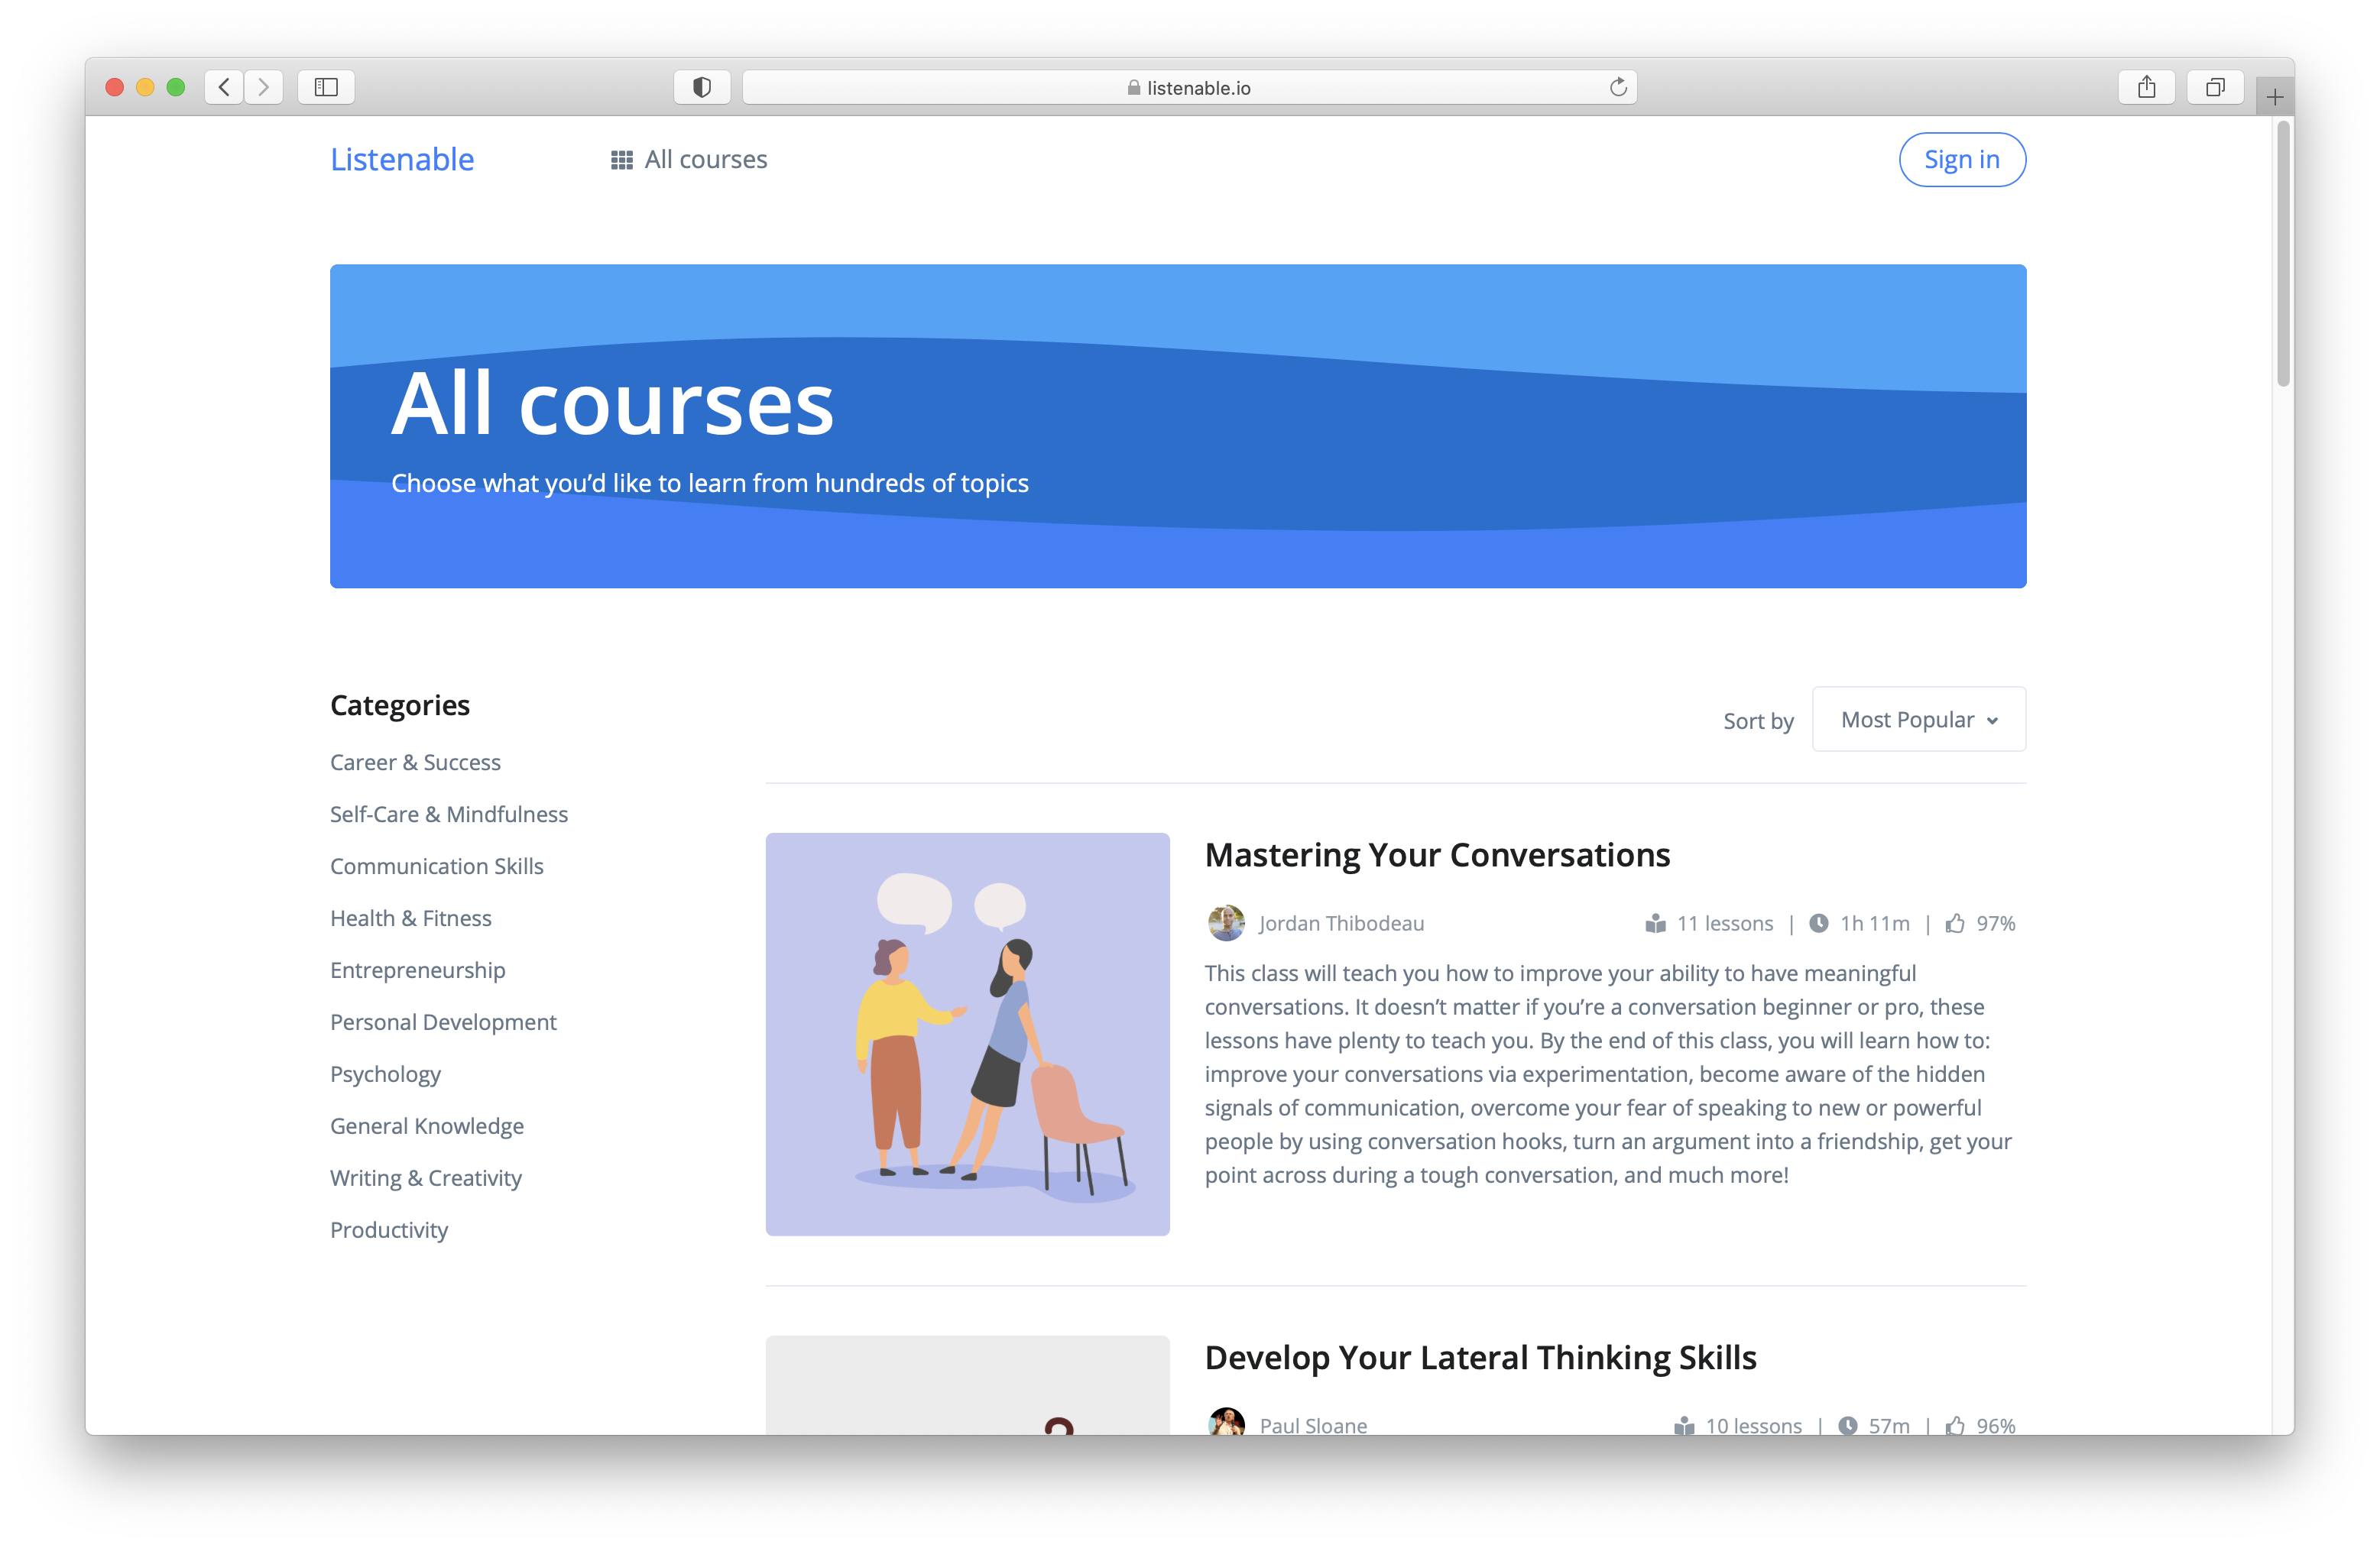 listenable.io
Listenable
All courses
Sign in
All courses
Choose what you’d like to learn from hundreds of topics
Categories
Career & Success
Self-Care & Mindfulness
Communication Skills
Health & Fitness
Entrepreneurship
Personal Development
Psychology
General Knowledge
Writing & Creativity
Productivity
Sort by
Most Popular
Mastering Your Conversations
Jordan Thibodeau
11 lessons | 1h 11m | 97%
This class will teach you how to improve your ability to have meaningful
conversations. It doesn’t matter if you’re a conversation beginner or pro, these
lessons have plenty to teach you. By the end of this class, you will learn how to:
improve your conversations via experimentation, become aware of the hidden
signals of communication, overcome your fear of speaking to new or powerful
people by using conversation hooks, turn an argument into a friendship, get your
point across during a tough conversation, and much more!
Develop Your Lateral Thinking Skills
Paul Sloane
10 lessons | 57m | 96%